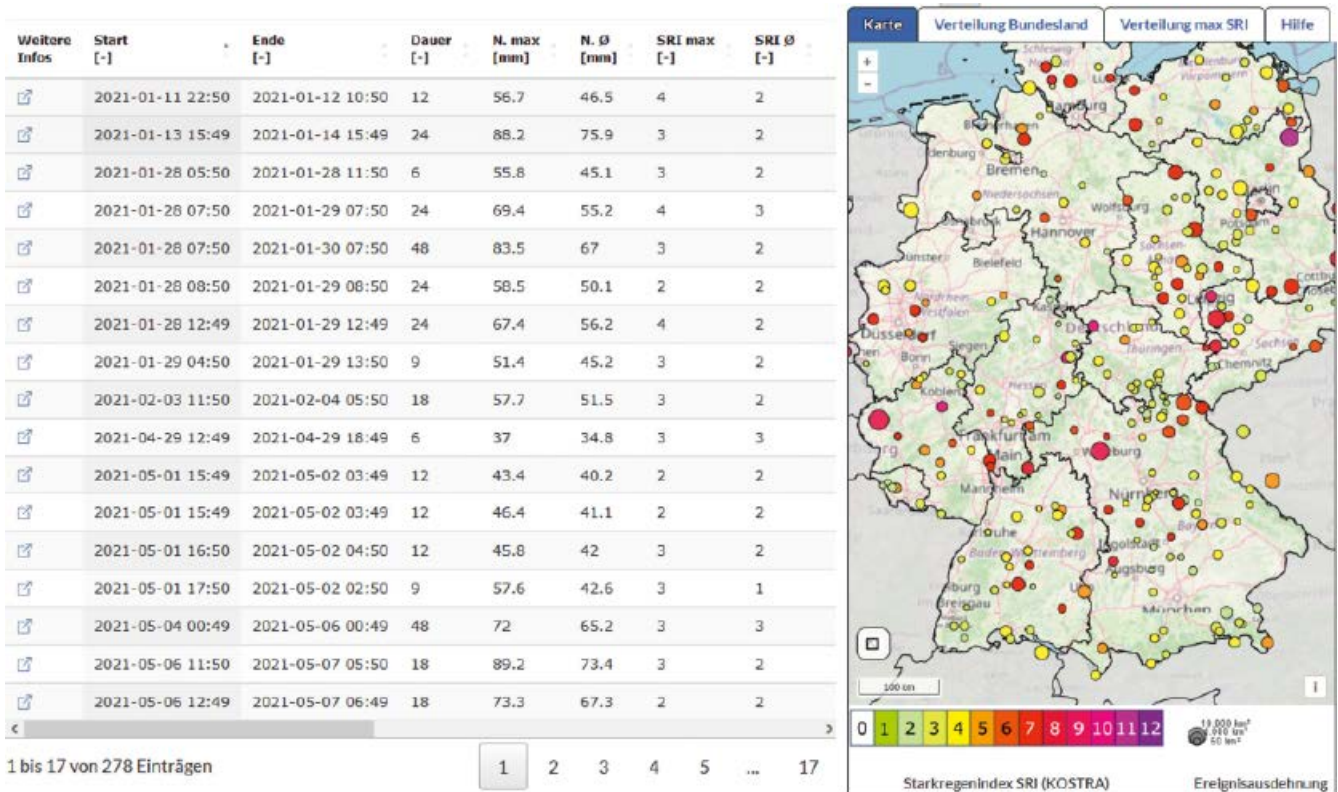 Weitere Infos Start [-] Ende [-] Dauer [-] N. max [mm] N. Ø [mm] SRI max [-] SRI Ø [-]
2021-01-11 22:50 2021-01-12 10:50 12 56.7 46.5 4 2
2021-01-13 15:49 2021-01-14 15:49 24 88.2 75.9 3 2
2021-01-28 05:50 2021-01-28 11:50 6 55.8 45.1 3 2
2021-01-28 07:50 2021-01-29 07:50 24 69.4 55.2 4 3
2021-01-28 07:50 2021-01-30 07:50 48 83.5 67 3 2
2021-01-28 08:50 2021-01-29 08:50 24 58.5 50.1 2 2
2021-01-28 12:49 2021-01-29 12:49 24 67.4 56.2 4 2
2021-01-29 04:50 2021-01-29 13:50 9 51.4 45.2 3 2
2021-02-03 11:50 2021-02-04 05:50 18 57.7 51.5 3 2
2021-04-29 12:49 2021-04-29 18:49 6 37 34.8 3 3
2021-05-01 15:49 2021-05-02 03:49 12 43.4 40.2 2 2
2021-05-01 15:49 2021-05-02 03:49 12 46.4 41.1 2 2
2021-05-01 16:50 2021-05-02 04:50 12 45.8 42 3 2
2021-05-01 17:50 2021-05-02 02:50 9 57.6 42.6 3 1
2021-05-04 00:49 2021-05-06 00:49 48 72 65.2 3 3
2021-05-06 11:50 2021-05-07 05:50 18 89.2 73.4 3 2
2021-05-06 12:49 2021-05-07 06:49 18 73.3 67.3 2 2
1 bis 17 von 278 Einträgen
1 2 3 4 5 ... 17
Karte Verteilung Bundesland Verteilung max SRI Hilfe
+
-
Bremen
Niedersachsen
Wolfsburg
Hannover
Bielefeld
Düsseldorf
Siegen
Bonn
Thüringen
Chemnitz
Koblenz
Hessen
Frankfurt am Main
Mannheim
Nürnberg
Baden-Württemberg
Augsburg
München
100 km
i
0 1 2 3 4 5 6 7 8 9 10 11 12
10.000 km²
1.000 km²
60 km²
Starkregenindex SRI (KOSTRA)
Ereignisausdehnung